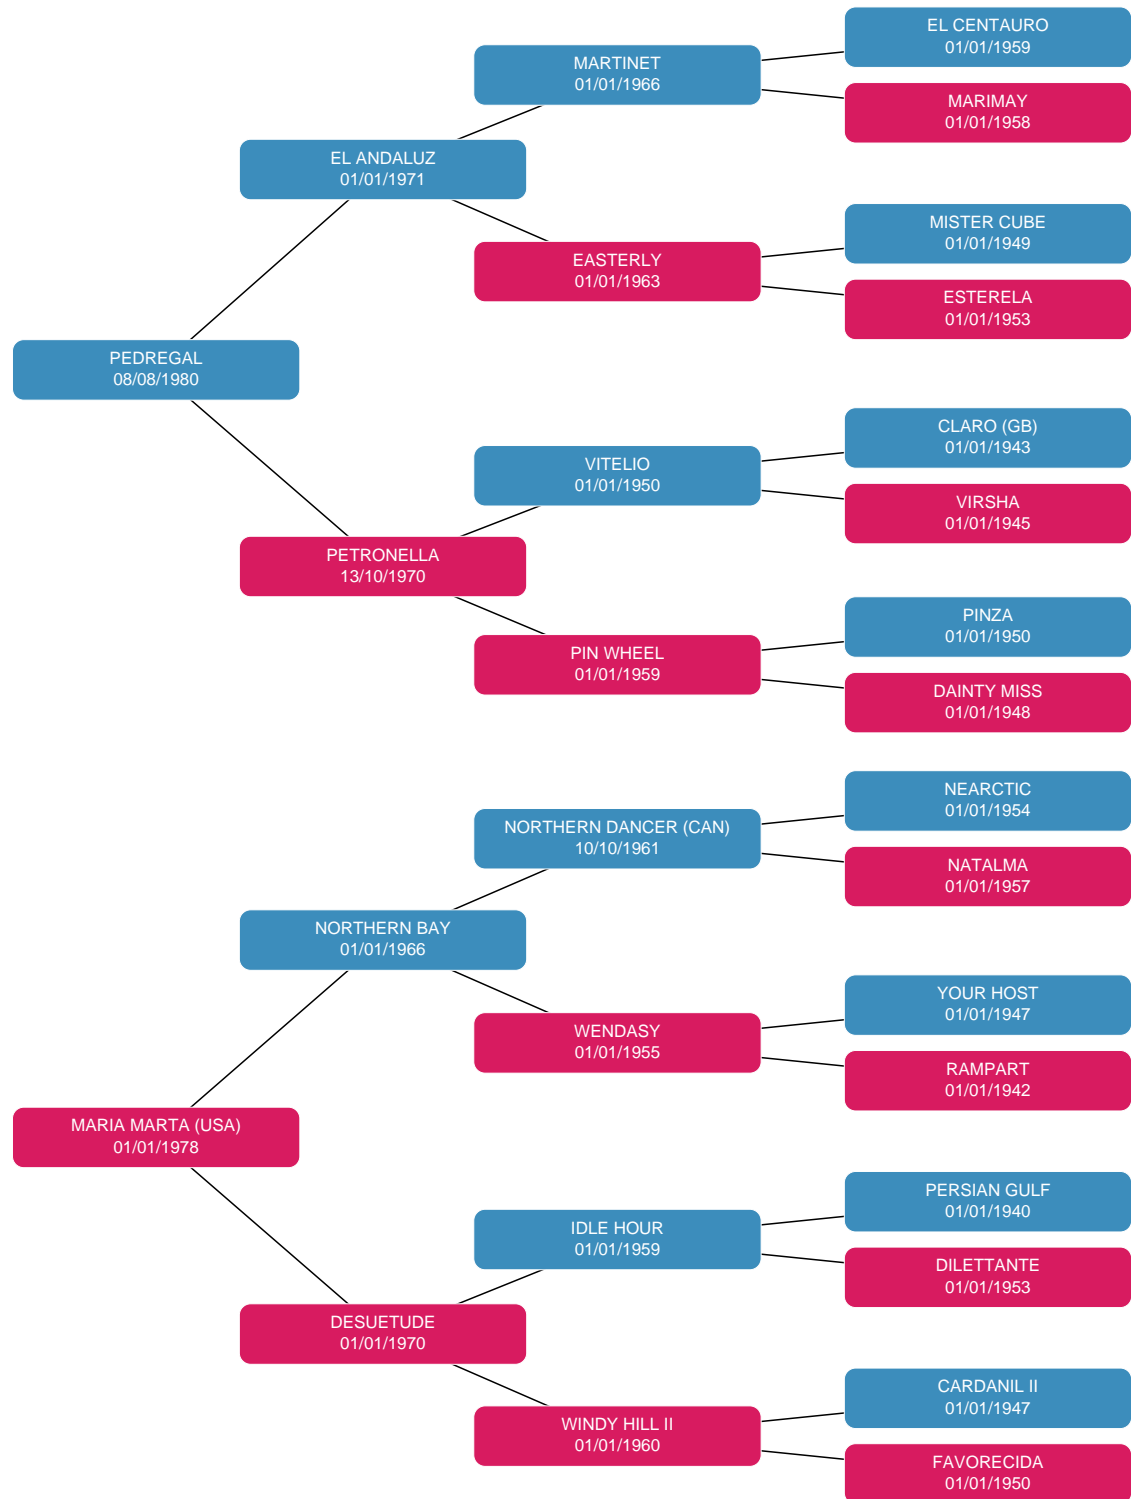 EL CENTAURO
01/01/1959
MARTINET
01/01/1966
MARIMAY
01/01/1958
EL ANDALUZ
01/01/1971
MISTER CUBE
01/01/1949
EASTERLY
01/01/1963
ESTERELA
01/01/1953
PEDREGAL
08/08/1980
CLARO (GB)
01/01/1943
VITELIO
01/01/1950
VIRSHA
01/01/1945
PETRONELLA
13/10/1970
PINZA
01/01/1950
PIN WHEEL
01/01/1959
DAINTY MISS
01/01/1948
NEARCTIC
01/01/1954
NORTHERN DANCER (CAN)
10/10/1961
NATALMA
01/01/1957
NORTHERN BAY
01/01/1966
YOUR HOST
01/01/1947
WENDASY
01/01/1955
RAMPART
01/01/1942
MARIA MARTA (USA)
01/01/1978
PERSIAN GULF
01/01/1940
IDLE HOUR
01/01/1959
DILETTANTE
01/01/1953
DESUETUDE
01/01/1970
CARDANIL II
01/01/1947
WINDY HILL II
01/01/1960
FAVORECIDA
01/01/1950